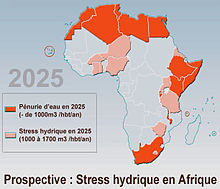 2025
Pénurie d'eau en 2025
(- de 1000m3 /hbt/an)
Stress hydrique en 2025
(1000 à 1700 m3 /hbt/an)
Prospective : Stress hydrique en Afrique